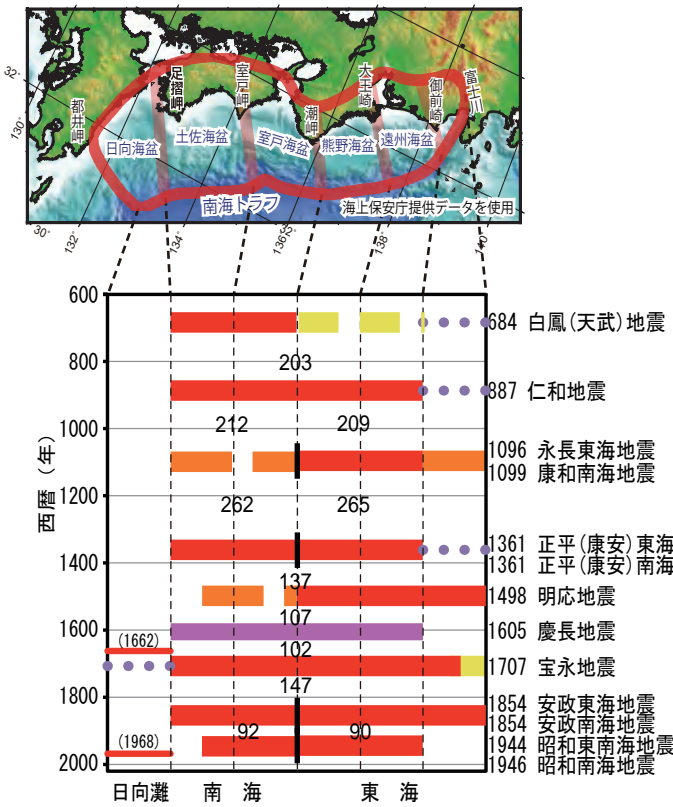 足摺岬
室戸岬
潮岬
大王崎
御前崎
富士川
都井岬
日向海盆
土佐海盆
室戸海盆
熊野海盆
遠州海盆
南海トラフ
海上保安庁提供データを使用
32°
130°
30°
132°
134°
136°
138°
140°
西暦(年)
600
800
1000
1200
1400
1600
1800
2000
203
212
209
262
265
137
107
102
147
92
90
(1662)
(1968)
684 白鳳(天武)地震
887 仁和地震
1096 永長東海地震
1099 康和南海地震
1361 正平(康安)東海
1361 正平(康安)南海
1498 明応地震
1605 慶長地震
1707 宝永地震
1854 安政東海地震
1854 安政南海地震
1944 昭和東南海地震
1946 昭和南海地震
日向灘 南海 東海